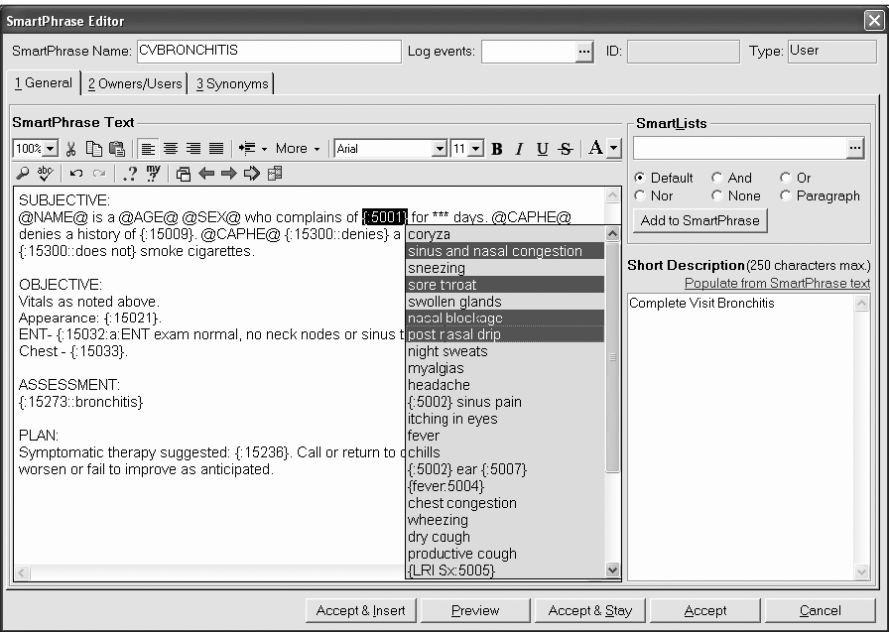 SmartPhrase Editor
SmartPhrase Name: CVBRONCHITIS Log events: ... ID: Type: User
1 General 2 Owners/Users 3 Synonyms
SmartPhrase Text
100% More Arial 11 B I U S A
SUBJECTIVE:
@NAME@ is a @AGE@ @SEX@ who complains of {:5001} for *** days. @CAPHE@
denies a history of {:15009}. @CAPHE@ {:15300::denies} a
{:15300::does not} smoke cigarettes.
OBJECTIVE:
Vitals as noted above.
Appearance: {:15021}.
ENT- {:15032:a:ENT exam normal, no neck nodes or sinus t
Chest - {:15033}.
ASSESSMENT:
{:15273::bronchitis}
PLAN:
Symptomatic therapy suggested: {:15236}. Call or return to c
worsen or fail to improve as anticipated.
coryza
sinus and nasal congestion
sneezing
sore throat
swollen glands
nasal blockage
post nasal drip
night sweats
myalgias
headache
{:5002} sinus pain
itching in eyes
fever
chills
{:5002} ear {:5007}
{fever:5004}
chest congestion
wheezing
dry cough
productive cough
{LRI Sx:5005}
SmartLists
...
Default And Or
Nor None Paragraph
Add to SmartPhrase
Short Description (250 characters max.)
Populate from SmartPhrase text
Complete Visit Bronchitis
Accept & Insert Preview Accept & Stay Accept Cancel